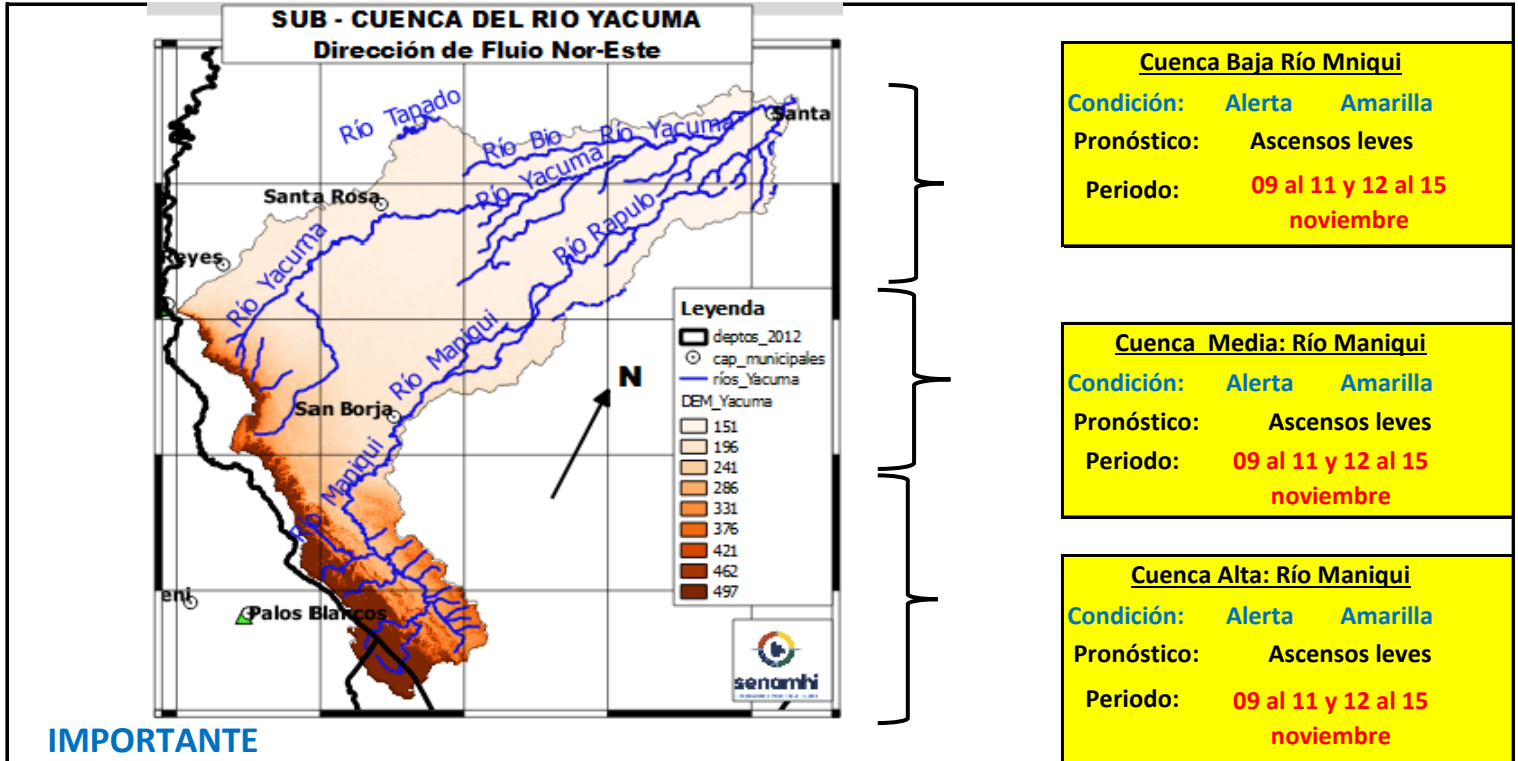 SUB - CUENCA DEL RIO YACUMA
Dirección de Fluio Nor-Este
Río Tapado
Río Bio
Río Yacuma
Santa
Río Yacuma
Santa Rosa
Río Rapulo
Reyes
Río Yacuma
Río Maniqui
San Borja
Río Maniqui
eni
Palos Blancos
N
Leyenda
deptos_2012
cap_municipales
ríos_Yacuma
DEM_Yacuma
151
196
241
286
331
376
421
462
497
senamhi
Cuenca Baja Río Mniqui
Condición: Alerta Amarilla
Pronóstico: Ascensos leves
Periodo: 09 al 11 y 12 al 15
noviembre
Cuenca Media: Río Maniqui
Condición: Alerta Amarilla
Pronóstico: Ascensos leves
Periodo: 09 al 11 y 12 al 15
noviembre
Cuenca Alta: Río Maniqui
Condición: Alerta Amarilla
Pronóstico: Ascensos leves
Periodo: 09 al 11 y 12 al 15
noviembre
IMPORTANTE